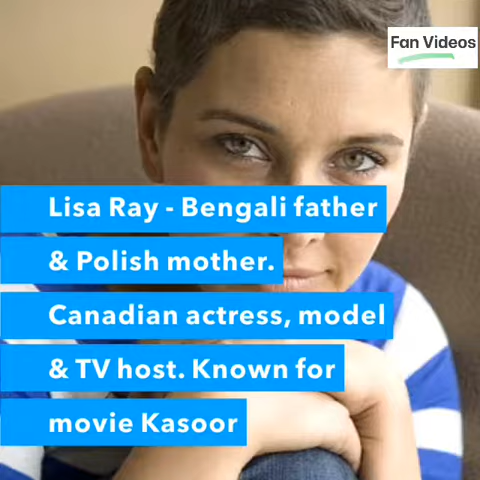 Fan Videos
Lisa Ray - Bengali father
& Polish mother.
Canadian actress, model
& TV host. Known for
movie Kasoor